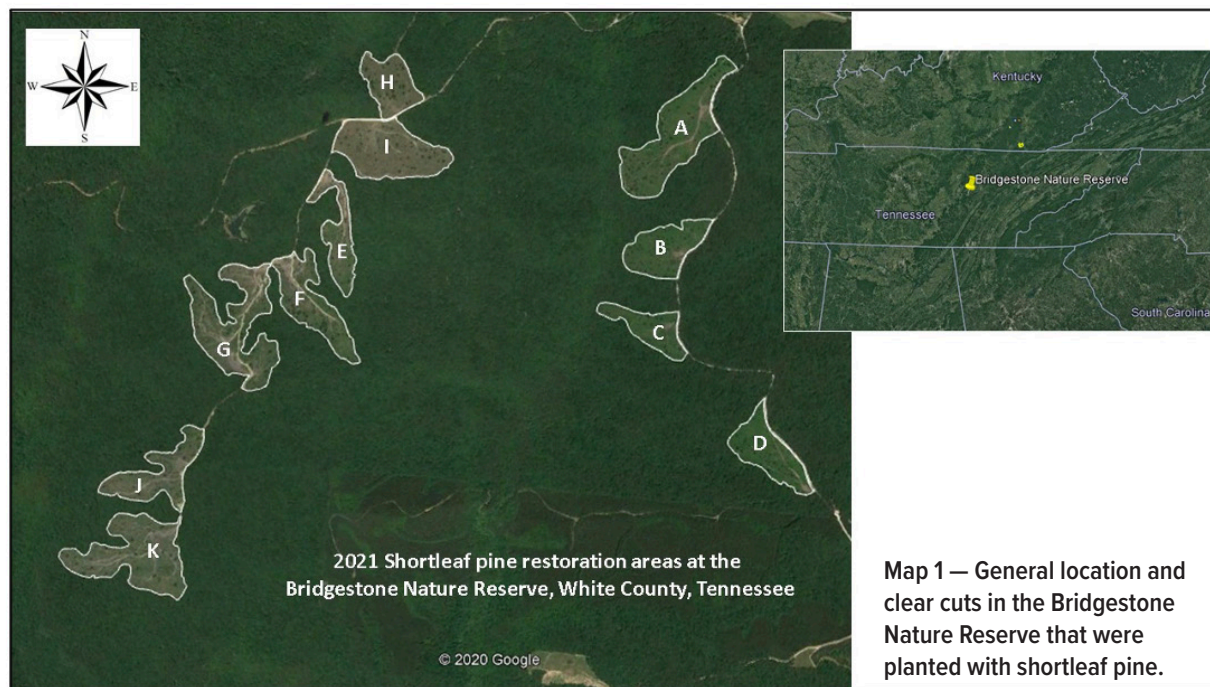 N
W E
S
H
A
I
E
B
F
C
G
D
J
K
2021 Shortleaf pine restoration areas at the
Bridgestone Nature Reserve, White County, Tennessee
© 2020 Google
Kentucky
Bridgestone Nature Reserve
Tennessee
South Carolina
Map 1 — General location and
clear cuts in the Bridgestone
Nature Reserve that were
planted with shortleaf pine.